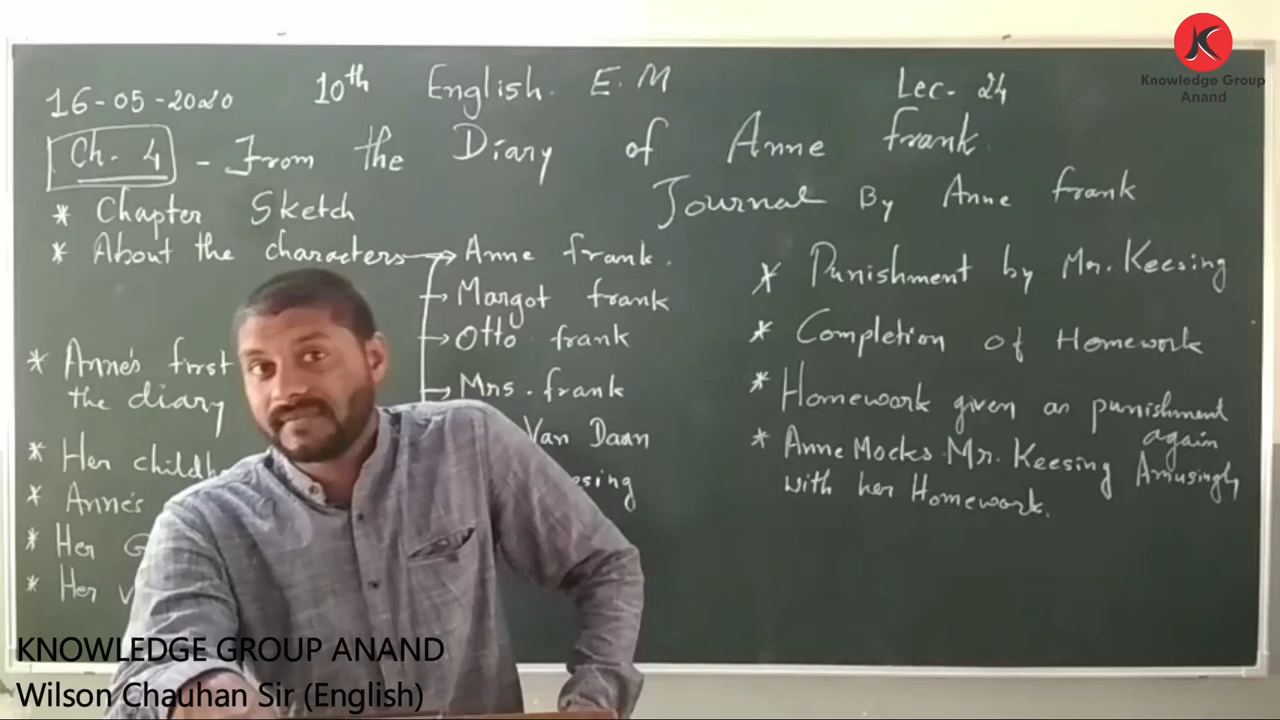 16-05-2020 10th English. E.M Lec- 24
Ch. 4 - From the Diary of Anne frank.
Journal By Anne frank
* Chapter Sketch
* About the characters → Anne frank.
→ Margot frank
→ Otto frank
→ Mrs. frank
Van Daan
* Anne's first
the diary
* Her
* Anne's
* Her
* Her
* Punishment by Mr. Keesing
* Completion of Homework
* Homework given as punishment
again
* Anne Mocks Mr. Keesing Amusingly
with her Homework.
Knowledge Group
Anand
KNOWLEDGE GROUP ANAND
Wilson Chauhan Sir (English)